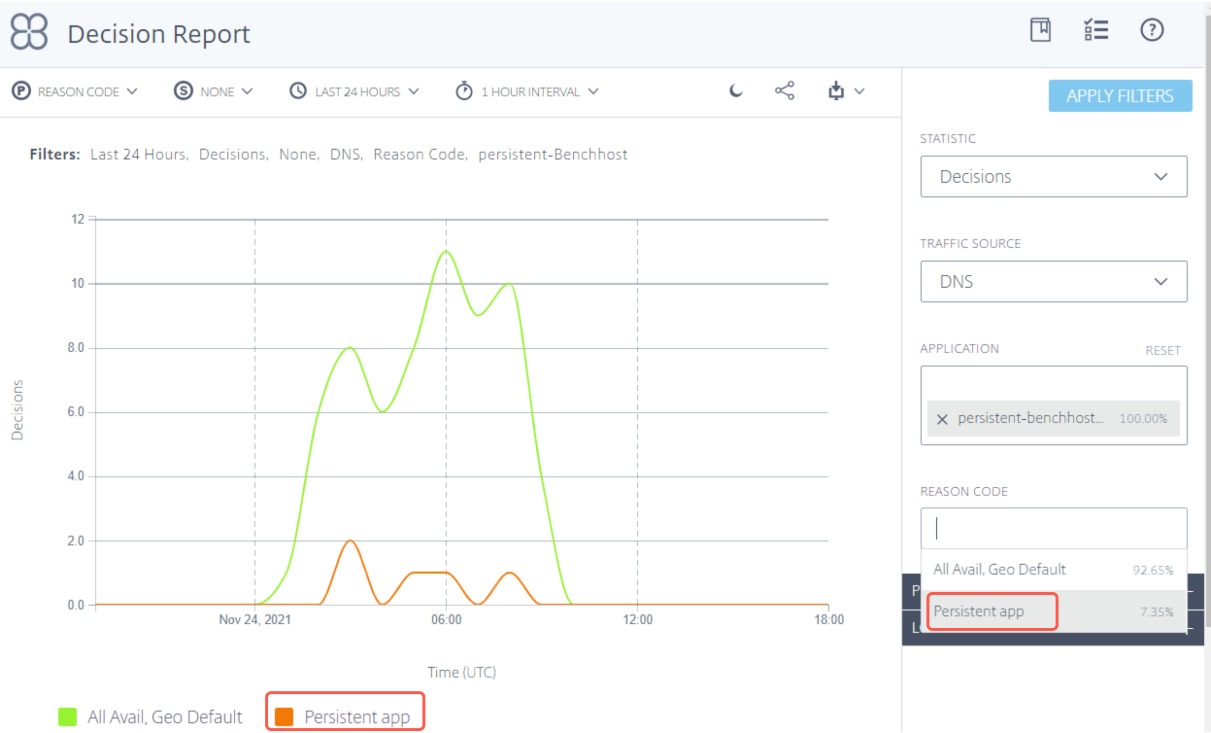 Decision Report
P REASON CODE
S NONE
LAST 24 HOURS
1 HOUR INTERVAL
APPLY FILTERS
Filters: Last 24 Hours, Decisions, None, DNS, Reason Code, persistent-Benchhost
12
10
8.0
6.0
4.0
2.0
0.0
Decisions
Nov 24, 2021
06:00
12:00
18:00
Time (UTC)
All Avail, Geo Default
Persistent app
STATISTIC
Decisions
TRAFFIC SOURCE
DNS
APPLICATION RESET
persistent-benchhost... 100.00%
REASON CODE
All Avail, Geo Default 92.65%
Persistent app 7.35%